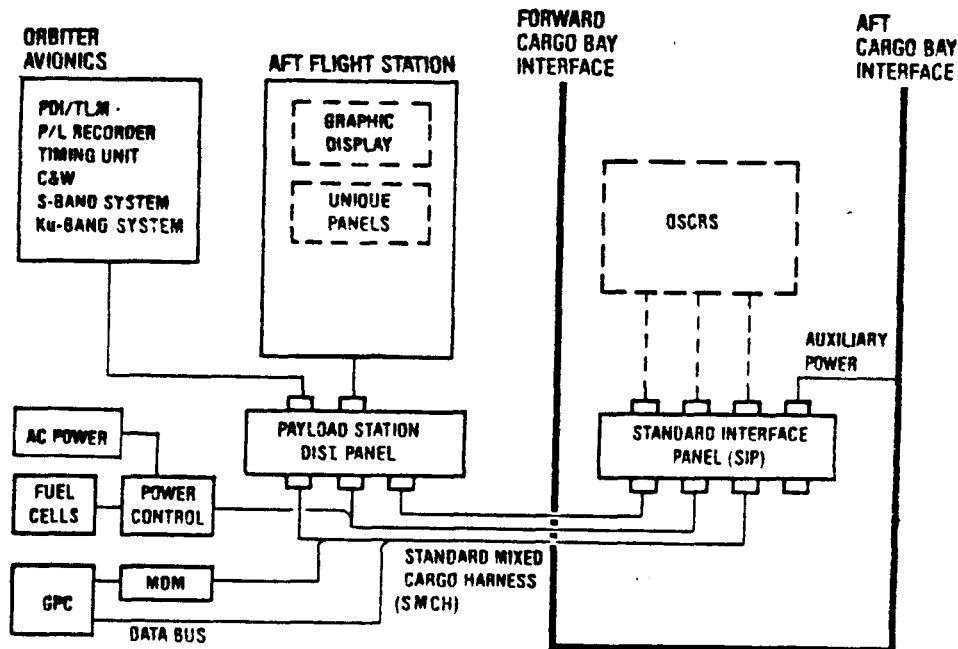 ORBITER
AVIONICS
PDI/TLM
P/L RECORDER
TIMING UNIT
C&W
S-BAND SYSTEM
Ku-BAND SYSTEM
AFT FLIGHT STATION
GRAPHIC
DISPLAY
UNIQUE
PANELS
FORWARD
CARGO BAY
INTERFACE
AFT
CARGO BAY
INTERFACE
OSCRS
AUXILIARY
POWER
PAYLOAD STATION
DIST PANEL
STANDARD INTERFACE
PANEL (SIP)
AC POWER
FUEL
CELLS
POWER
CONTROL
GPC
MDM
DATA BUS
STANDARD MIXED
CARGO HARNESS
(SMCH)